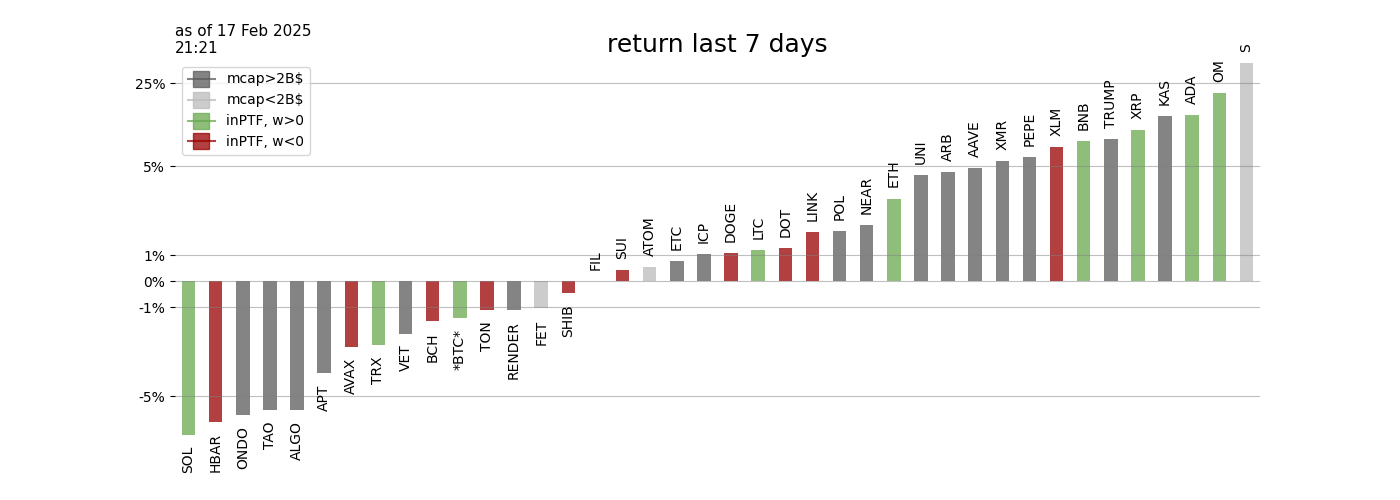 as of 17 Feb 2025
21:21
return last 7 days
mcap>2B$
mcap<2B$
inPTF, w>0
inPTF, w<0
25%
5%
1%
0%
-1%
-5%
SOL
HBAR
ONDO
TAO
ALGO
APT
AVAX
TRX
VET
BCH
*BTC*
TON
RENDER
FET
SHIB
FIL
SUI
ATOM
ETC
ICP
DOGE
LTC
DOT
LINK
POL
NEAR
ETH
UNI
ARB
AAVE
XMR
PEPE
XLM
BNB
TRUMP
XRP
KAS
ADA
OM
S